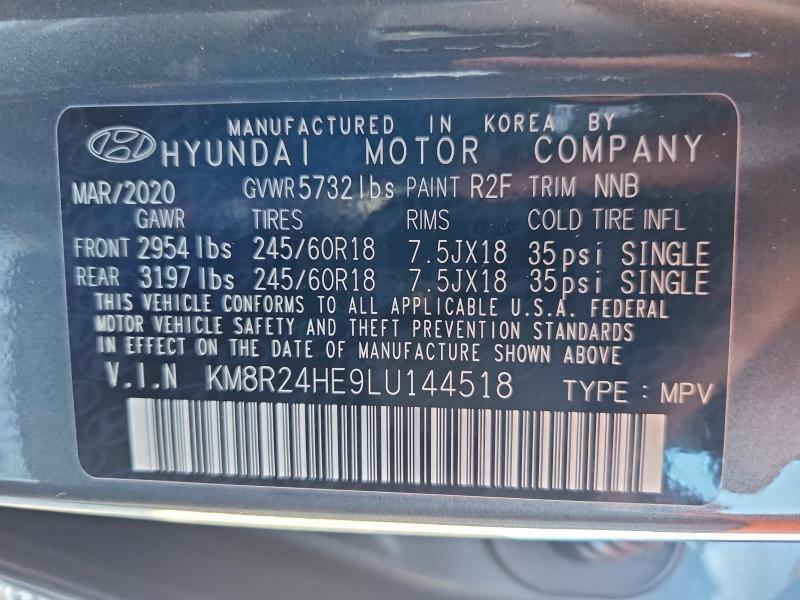 MANUFACTURED IN KOREA BY
HYUNDAI MOTOR COMPANY
MAR/2020 GVWR 5732 lbs PAINT R2F TRIM NNB
GAWR TIRES RIMS COLD TIRE INFL
FRONT 2954 lbs 245/60R18 7.5JX18 35psi SINGLE
REAR 3197 lbs 245/60R18 7.5JX18 35psi SINGLE
THIS VEHICLE CONFORMS TO ALL APPLICABLE U.S.A. FEDERAL
MOTOR VEHICLE SAFETY AND THEFT PREVENTION STANDARDS
IN EFFECT ON THE DATE OF MANUFACTURE SHOWN ABOVE
V.I.N KM8R24HE9LU144518 TYPE : MPV